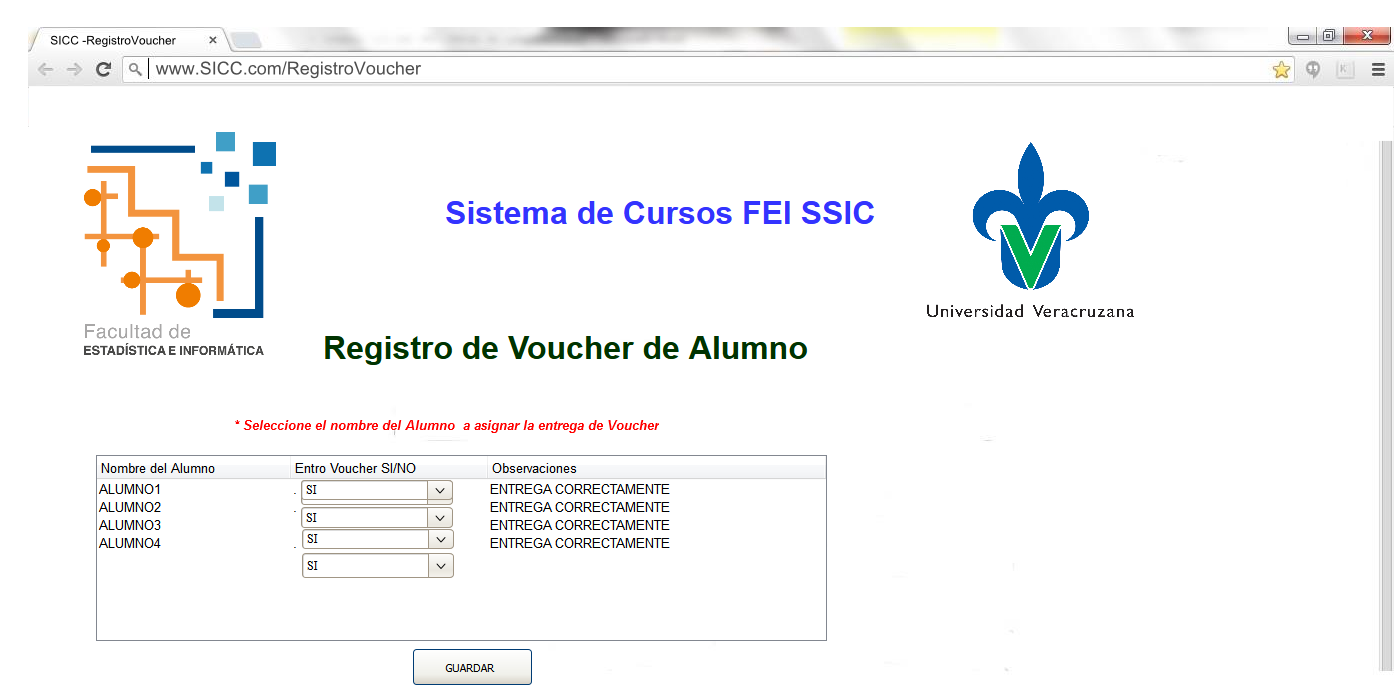 SICC -RegistroVoucher
www.SICC.com/RegistroVoucher
Sistema de Cursos FEI SSIC
Universidad Veracruzana
Facultad de
ESTADÍSTICA E INFORMÁTICA
Registro de Voucher de Alumno
* Seleccione el nombre del Alumno a asignar la entrega de Voucher
Nombre del Alumno Entro Voucher SI/NO Observaciones
ALUMNO1 . SI ENTREGA CORRECTAMENTE
ALUMNO2 . SI ENTREGA CORRECTAMENTE
ALUMNO3 SI ENTREGA CORRECTAMENTE
ALUMNO4 . SI ENTREGA CORRECTAMENTE
GUARDAR